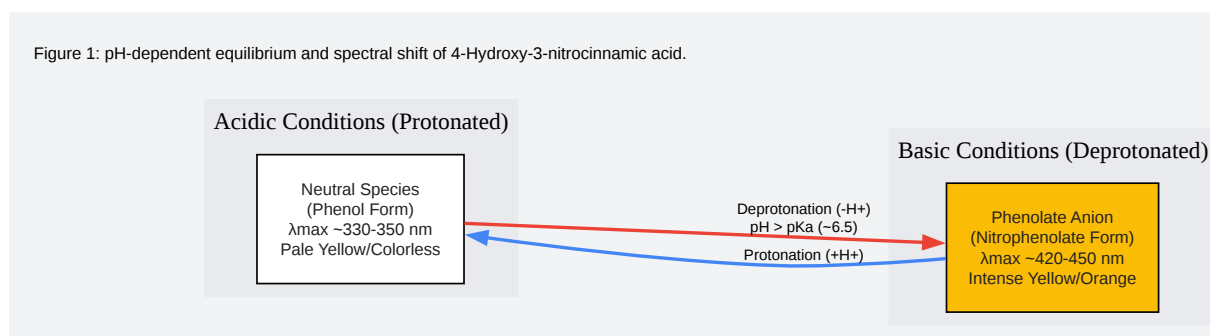 Figure 1: pH-dependent equilibrium and spectral shift of 4-Hydroxy-3-nitrocinnamic acid.
Acidic Conditions (Protonated)
Neutral Species
(Phenol Form)
λmax ~330-350 nm
Pale Yellow/Colorless
Deprotonation (-H+)
pH > pKa (~6.5)
Protonation (+H+)
Basic Conditions (Deprotonated)
Phenolate Anion
(Nitrophenolate Form)
λmax ~420-450 nm
Intense Yellow/Orange